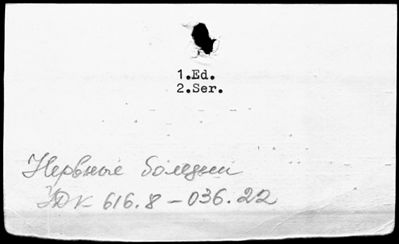 1.Ed.
2.Ser.
Нервные болезни
УДК 616.8-036.22